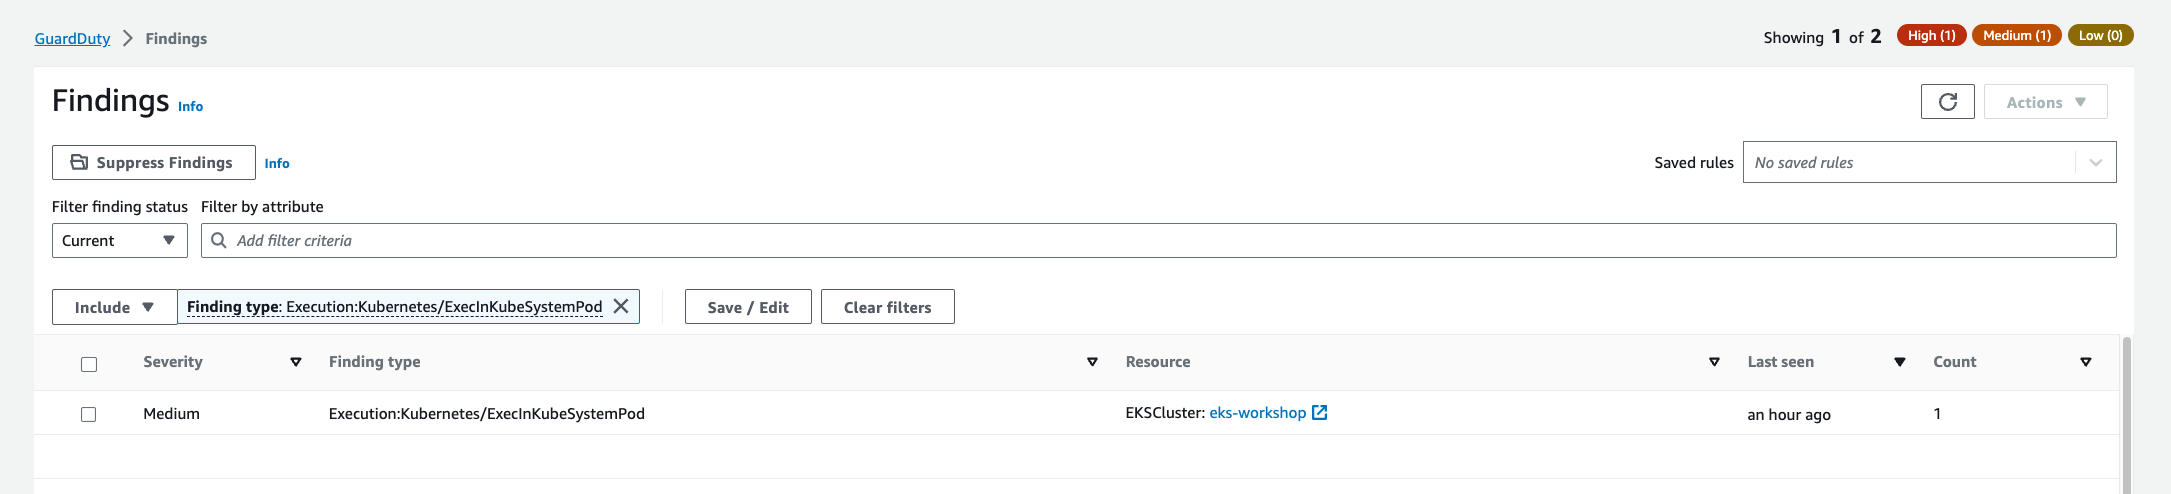 GuardDuty > Findings
Showing 1 of 2 High (1) Medium (1) Low (0)
Findings Info
Actions
Suppress Findings Info
Saved rules No saved rules
Filter finding status Filter by attribute
Current Add filter criteria
Include Finding type: Execution:Kubernetes/ExecInKubeSystemPod Save / Edit Clear filters
Severity Finding type Resource Last seen Count
Medium Execution:Kubernetes/ExecInKubeSystemPod EKSCluster: eks-workshop an hour ago 1